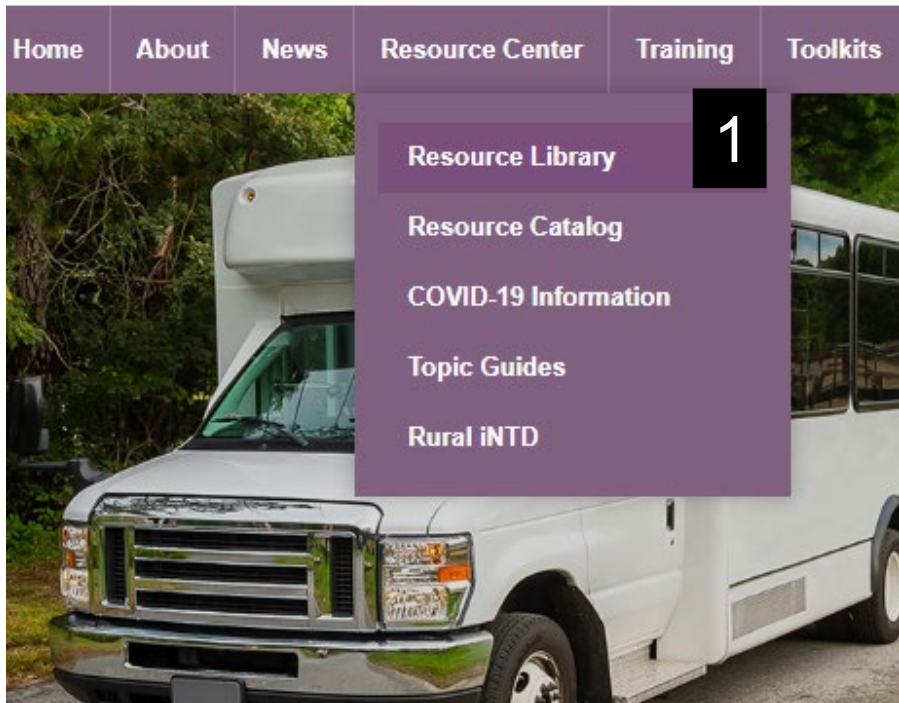 Home About News Resource Center Training Toolkits
Resource Library 1
Resource Catalog
COVID-19 Information
Topic Guides
Rural iNTD